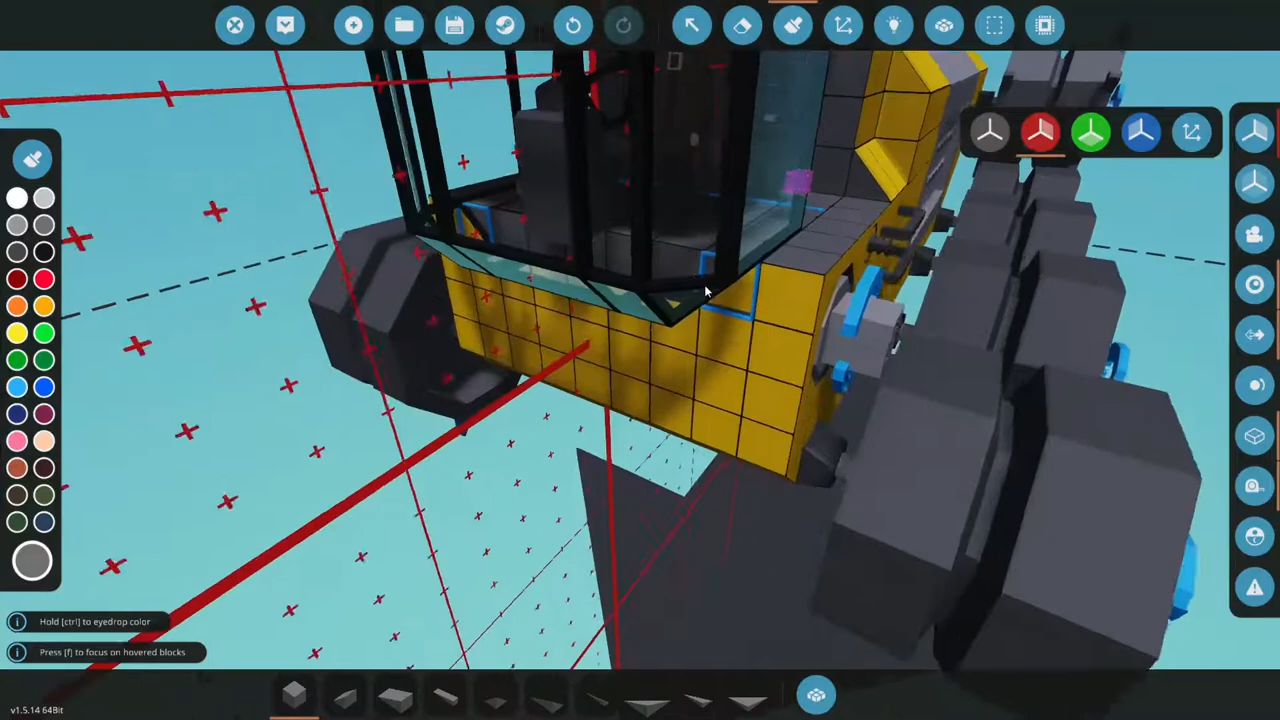 Hold [ctrl] to eyedrop color
Press [f] to focus on hovered blocks
v1.5.14 64Bit